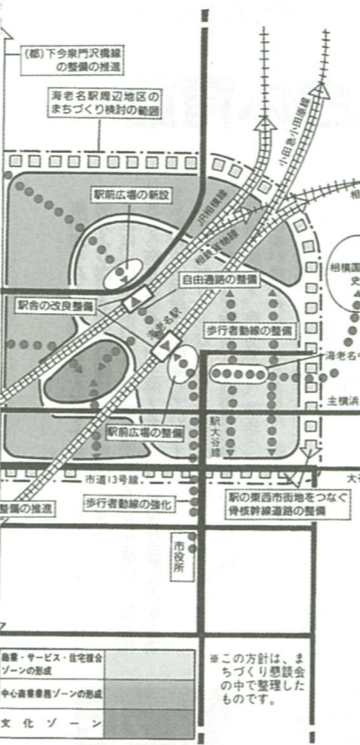 (都)下今泉門沢橋線
の整備の推進
海老名駅周辺地区の
まちづくり検討の範囲
小田急小田原線
駅前広場の新設
JR相模線
相鉄貨物線
相
自由通路の整備
相模国
史
駅舎の改良整備
海老名駅
歩行者動線の整備
海老名中
主横浜
駅前広場の整備
駅大谷線
市道13号線
大谷
整備の推進
歩行者動線の強化
駅の東西市街地をつなぐ
骨核幹線道路の整備
市役所
商業・サービス・住宅複合
ゾーンの形成
中心商業業務ゾーンの形成
文化ゾーン
※この方針は、ま
ちづくり懇談会
の中で整理した
ものです。